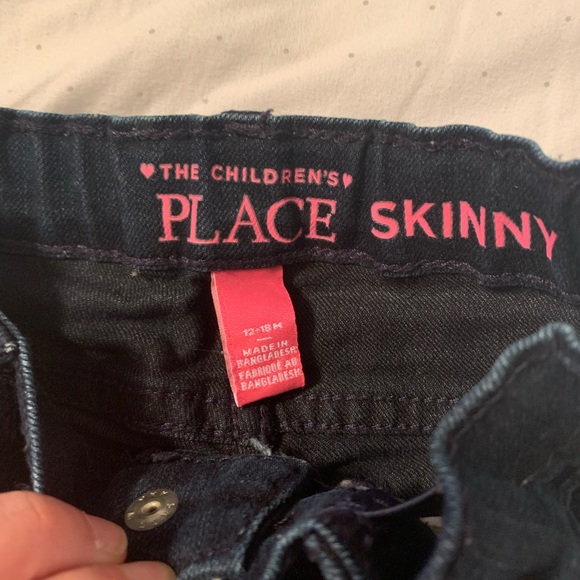 ♥THE CHILDREN'S♥
PLACE SKINNY
12-18 M
MADE IN
BANGLADESH
FABRIQUÉ AU
BANGLADESH